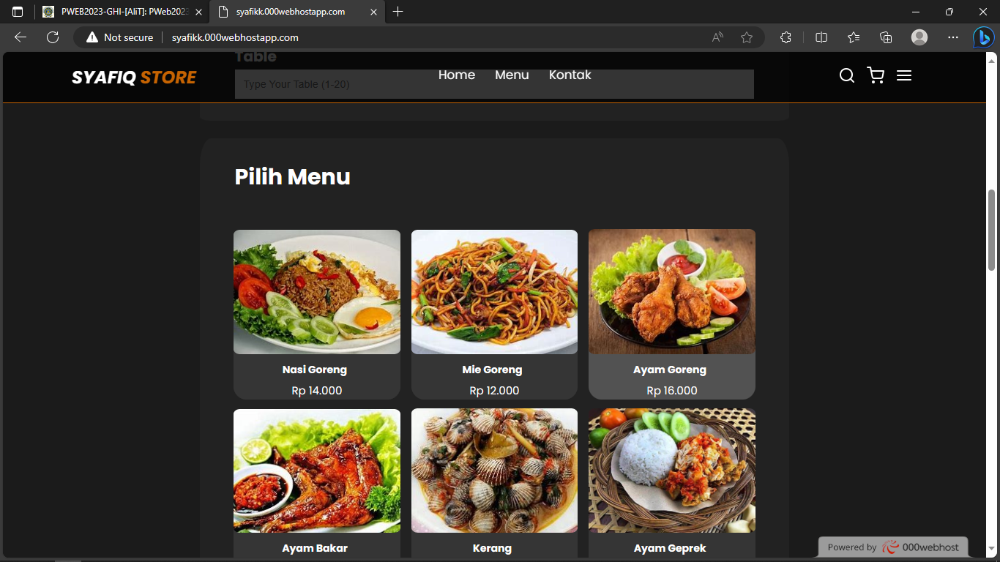 PWEB2023-GHI-[AliT]: PWeb2023
syafikk.000webhostapp.com
Not secure
syafikk.000webhostapp.com
Table
SYAFIQ STORE
Home
Menu
Kontak
Type Your Table (1-20)
Pilih Menu
Nasi Goreng
Rp 14.000
Mie Goreng
Rp 12.000
Ayam Goreng
Rp 16.000
Ayam Bakar
Kerang
Ayam Geprek
Powered by 000webhost